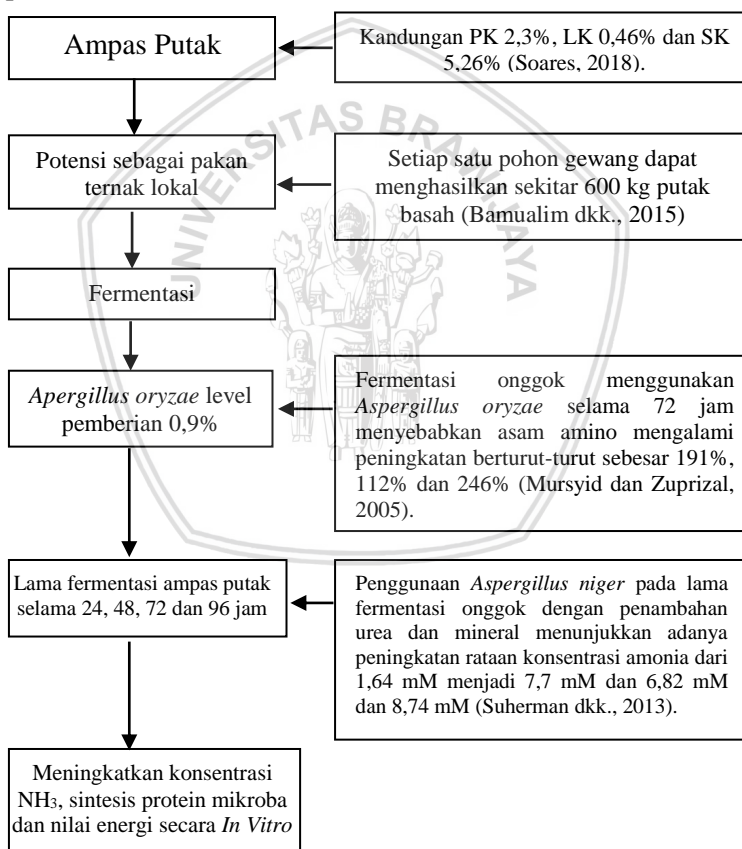 Ampas Putak
Kandungan PK 2,3%, LK 0,46% dan SK
5,26% (Soares, 2018).
Potensi sebagai pakan
ternak lokal
Setiap satu pohon gewang dapat
menghasilkan sekitar 600 kg putak
basah (Bamualim dkk., 2015)
Fermentasi
Apergillus oryzae level
pemberian 0,9%
Fermentasi onggok menggunakan
Aspergillus oryzae selama 72 jam
menyebabkan asam amino mengalami
peningkatan berturut-turut sebesar 191%,
112% dan 246% (Mursyid dan Zuprizal,
2005).
Lama fermentasi ampas putak
selama 24, 48, 72 dan 96 jam
Penggunaan Aspergillus niger pada lama
fermentasi onggok dengan penambahan
urea dan mineral menunjukkan adanya
peningkatan rataan konsentrasi amonia dari
1,64 mM menjadi 7,7 mM dan 6,82 mM
dan 8,74 mM (Suherman dkk., 2013).
Meningkatkan konsentrasi
NH₃, sintesis protein mikroba
dan nilai energi secara In Vitro
UNIVERSITAS BRAWIJAYA